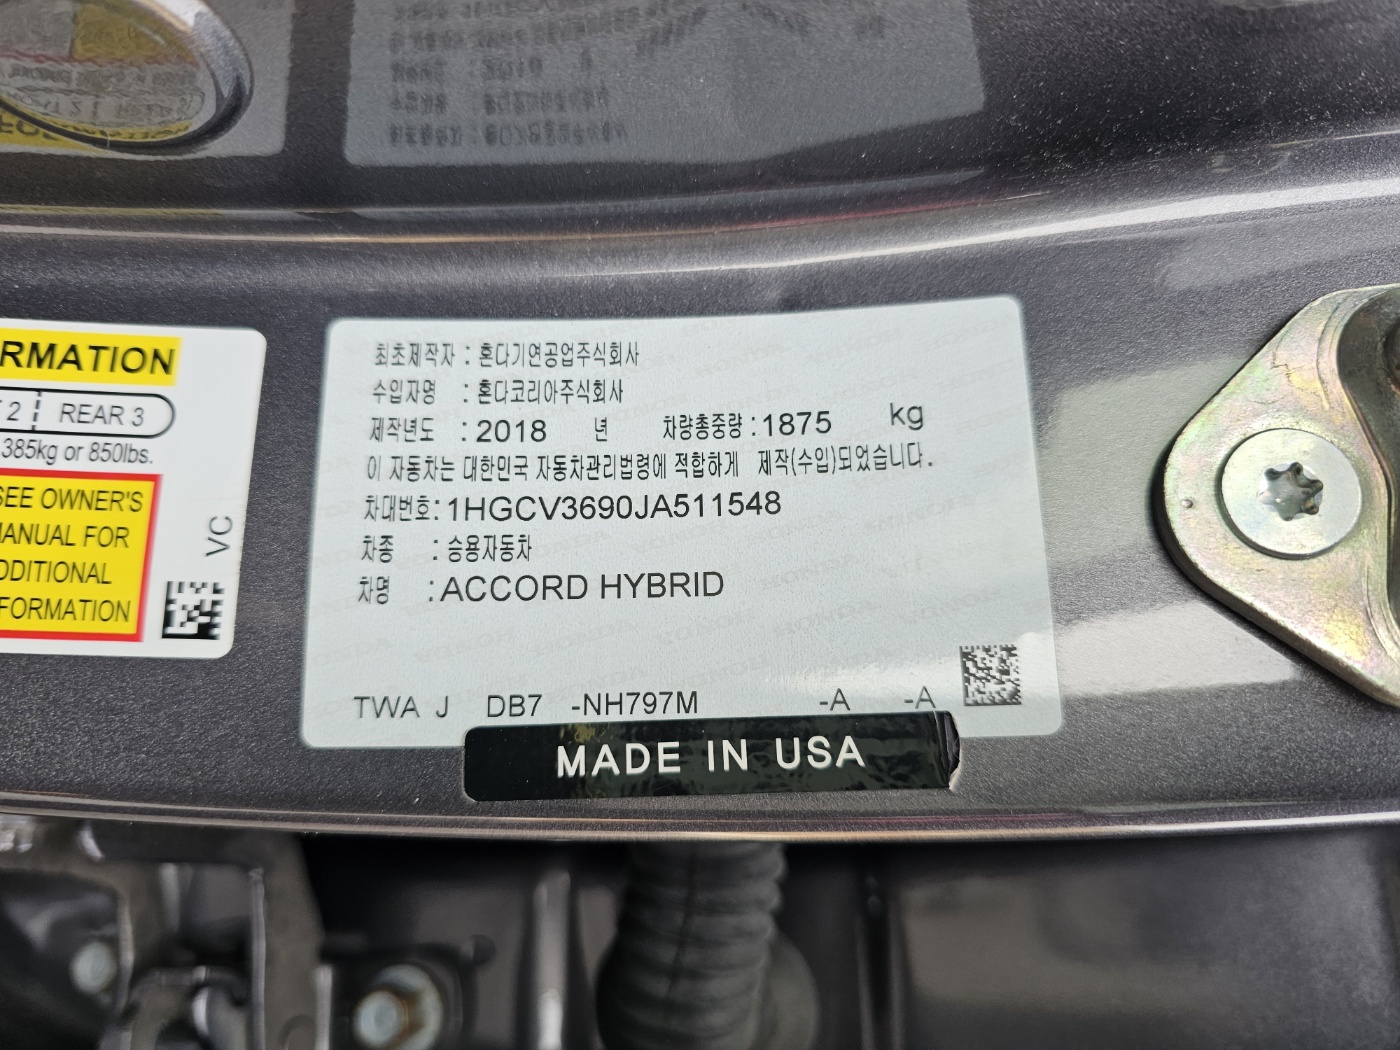 RMATION
2 REAR 3
385kg or 850lbs.
SEE OWNER'S
MANUAL FOR
ADDITIONAL
INFORMATION
VC
최초제작자 : 혼다기연공업주식회사
수입자명 : 혼다코리아주식회사
제작년도 : 2018 년 차량총중량 : 1875 kg
이 자동차는 대한민국 자동차관리법령에 적합하게 제작(수입)되었습니다.
차대번호: 1HGCV3690JA511548
차종 : 승용자동차
차명 : ACCORD HYBRID
TWA J DB7 -NH797M -A -A
MADE IN USA